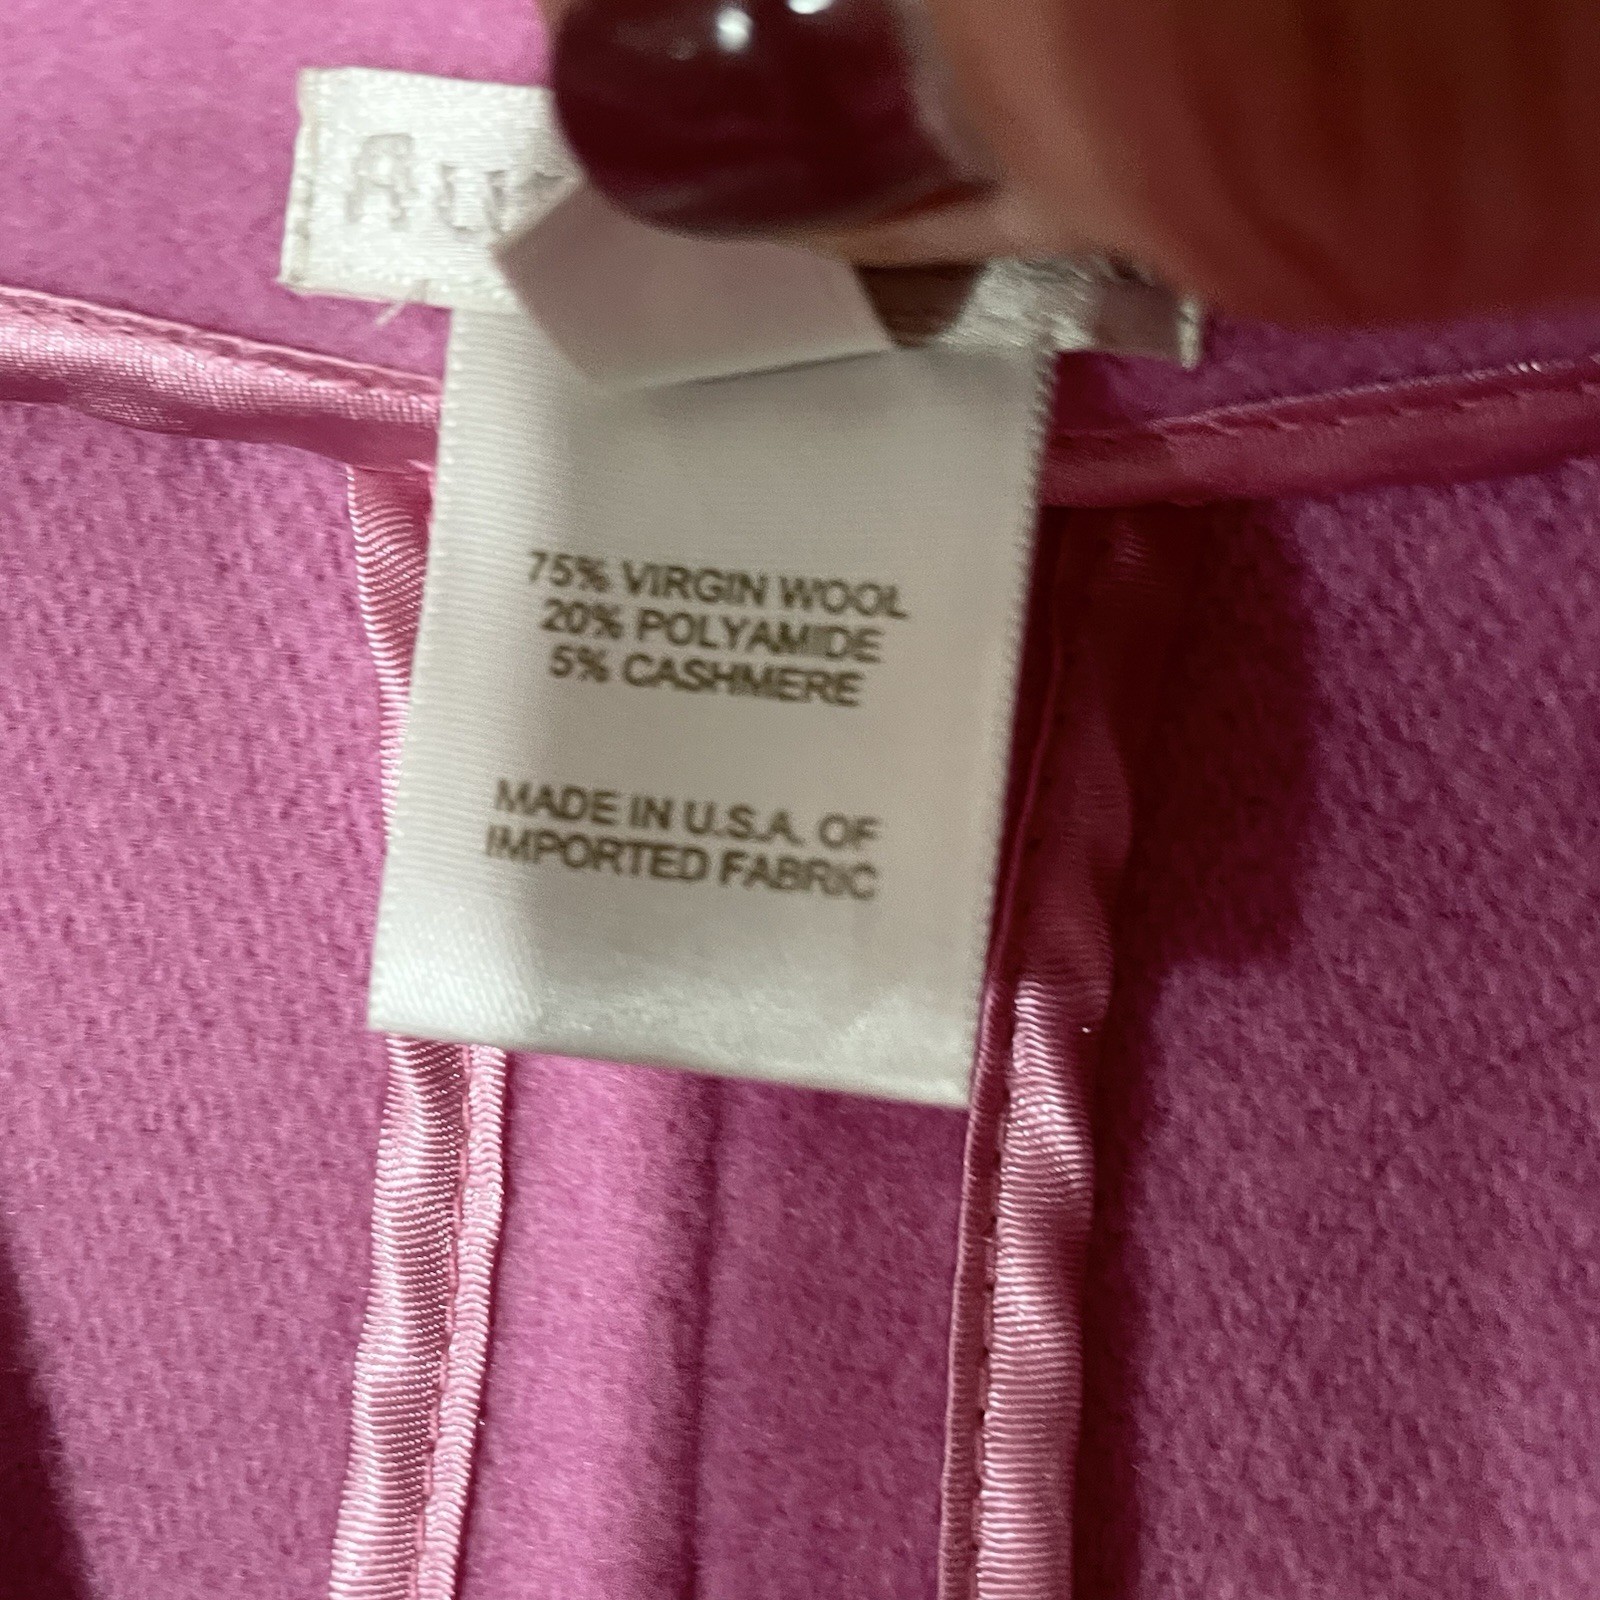 75% VIRGIN WOOL
20% POLYAMIDE
5% CASHMERE
MADE IN U.S.A. OF
IMPORTED FABRIC